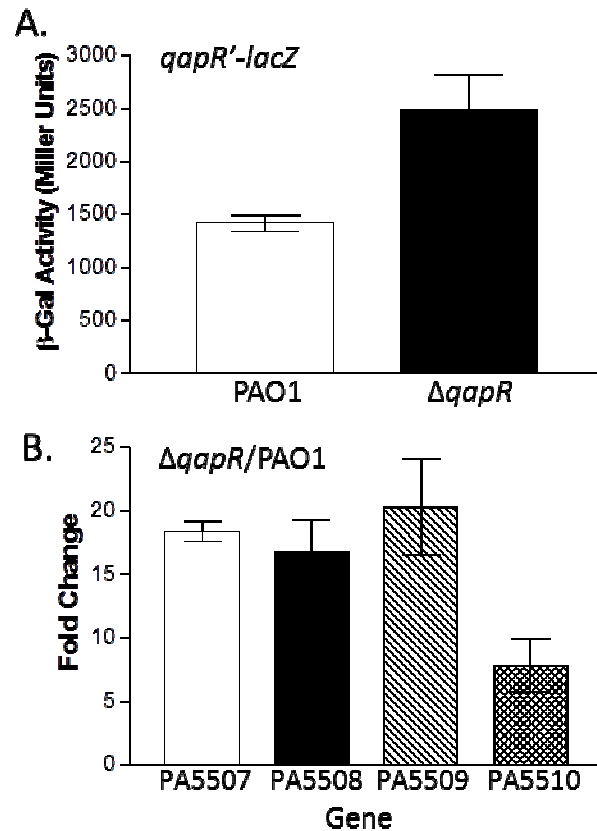 A.
qapR'-lacZ
β-Gal Activity (Miller Units)
3000
2500
2000
1500
1000
500
0
PAO1
ΔqapR
B.
ΔqapR/PAO1
Fold Change
25
20
15
10
5
0
PA5507
PA5508
PA5509
PA5510
Gene